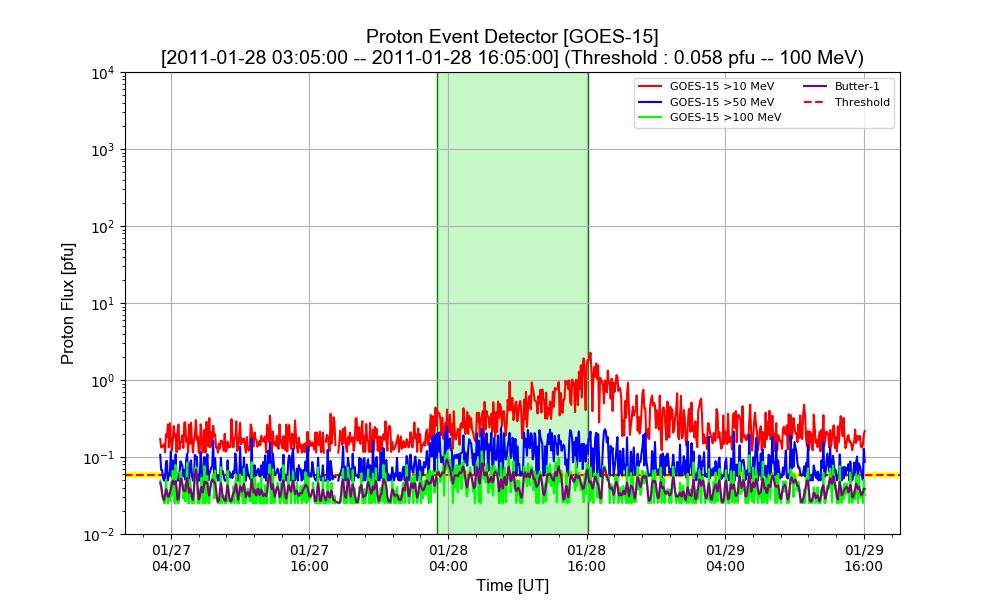 Proton Event Detector [GOES-15]
[2011-01-28 03:05:00 -- 2011-01-28 16:05:00] (Threshold : 0.058 pfu -- 100 MeV)
GOES-15 >10 MeV
GOES-15 >50 MeV
GOES-15 >100 MeV
Butter-1
Threshold
Proton Flux [pfu]
10^4
10^3
10^2
10^1
10^0
10^-1
10^-2
01/27 01/27 01/28 01/28 01/29 01/29
04:00 16:00 04:00 16:00 04:00 16:00
Time [UT]